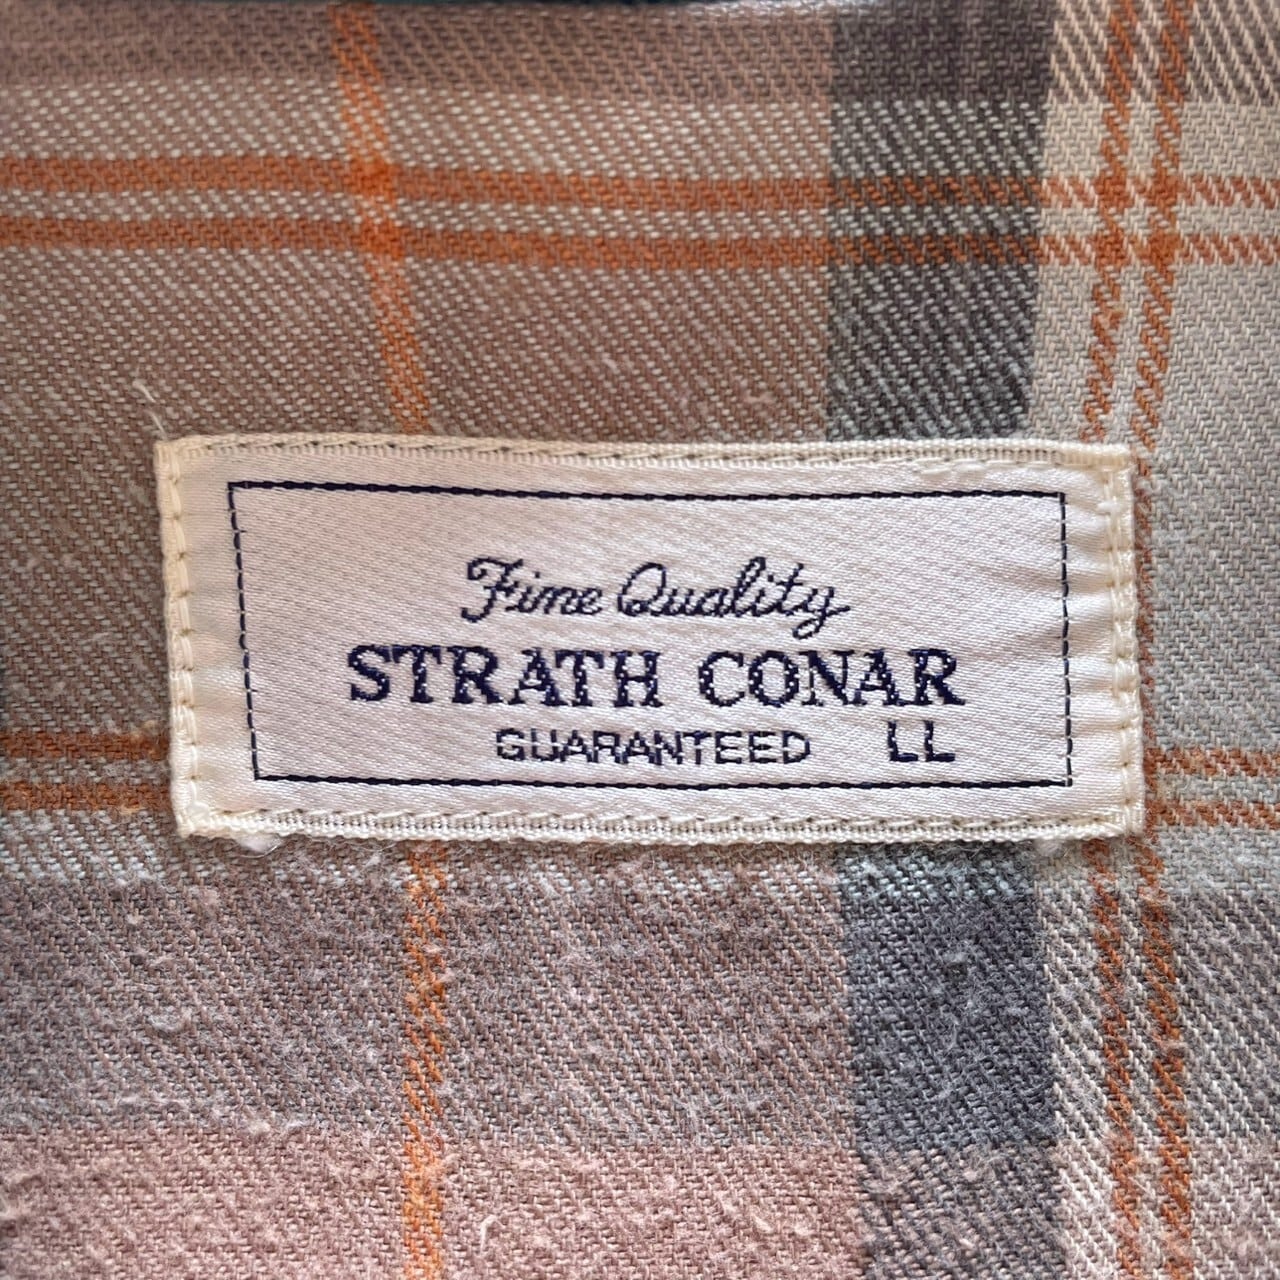 Fine Quality
STRATH CONAR
GUARANTEED LL